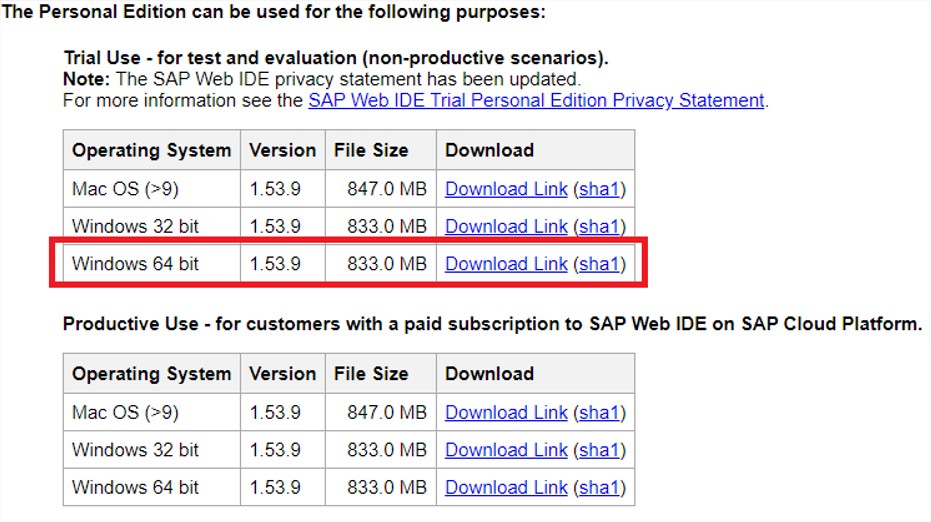 The Personal Edition can be used for the following purposes:
Trial Use - for test and evaluation (non-productive scenarios).
Note: The SAP Web IDE privacy statement has been updated.
For more information see the SAP Web IDE Trial Personal Edition Privacy Statement.
Operating System Version File Size Download
Mac OS (>9) 1.53.9 847.0 MB Download Link (sha1)
Windows 32 bit 1.53.9 833.0 MB Download Link (sha1)
Windows 64 bit 1.53.9 833.0 MB Download Link (sha1)
Productive Use - for customers with a paid subscription to SAP Web IDE on SAP Cloud Platform.
Operating System Version File Size Download
Mac OS (>9) 1.53.9 847.0 MB Download Link (sha1)
Windows 32 bit 1.53.9 833.0 MB Download Link (sha1)
Windows 64 bit 1.53.9 833.0 MB Download Link (sha1)